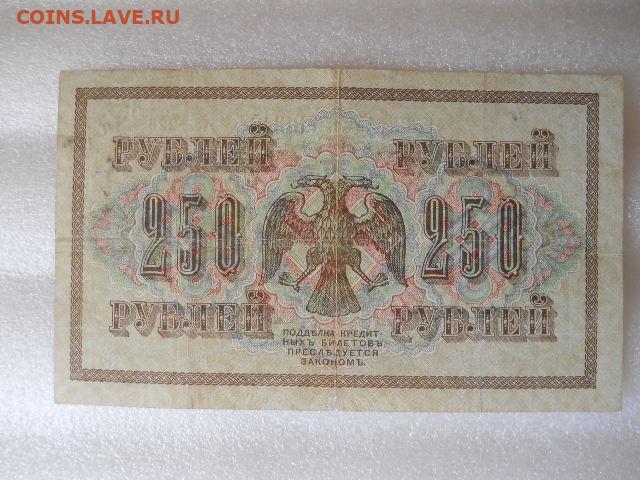 COINS.LAVE.RU
РУБЛЕЙ РУБЛЕЙ
250 250
РУБЛЕЙ РУБЛЕЙ
ПОДДѢЛКА КРЕДИТ-
НЫХЪ БИЛЕТОВЪ
ПРЕСЛѢДУЕТСЯ
ЗАКОНОМЪ.